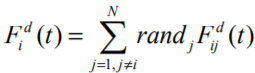 F_i^d(t) = \sum_{j=1, j \neq i}^{N} rand_j F_{ij}^d(t)